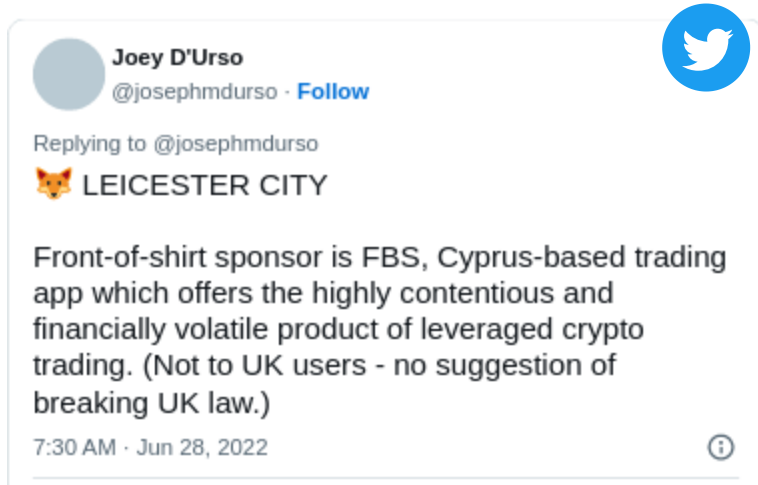 Joey D'Urso
@josephmdurso · Follow
Replying to @josephmdurso
🦊 LEICESTER CITY
Front-of-shirt sponsor is FBS, Cyprus-based trading
app which offers the highly contentious and
financially volatile product of leveraged crypto
trading. (Not to UK users - no suggestion of
breaking UK law.)
7:30 AM · Jun 28, 2022